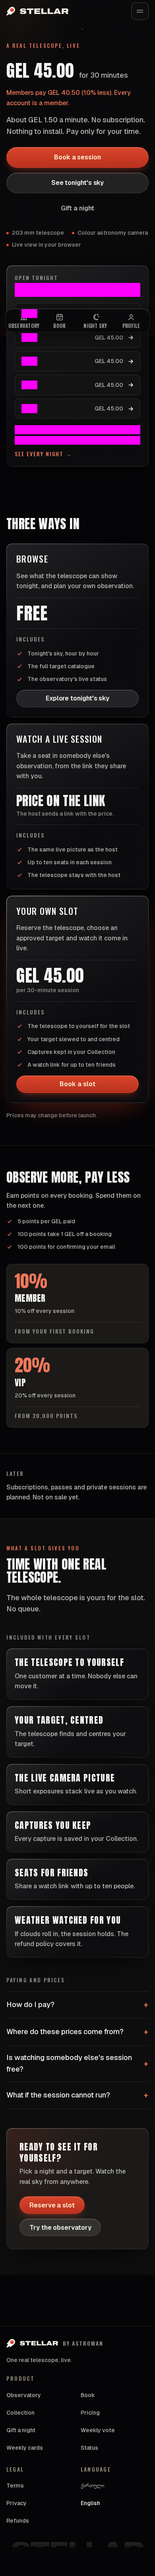 STELLAR
A REAL TELESCOPE, LIVE
GEL 45.00 for 30 minutes
Members pay GEL 40.50 (10% less). Every
account is a member.
About GEL 1.50 a minute. No subscription.
Nothing to install. Pay only for your time.
Book a session
See tonight's sky
Gift a night
203 mm telescope
Colour astronomy camera
Live view in your browser
OPEN TONIGHT
OBSERVATORY
BOOK
NIGHT SKY
PROFILE
GEL 45.00 →
GEL 45.00 →
GEL 45.00 →
GEL 45.00 →
SEE EVERY NIGHT →
THREE WAYS IN
BROWSE
See what the telescope can show
tonight, and plan your own observation.
FREE
INCLUDES
Tonight's sky, hour by hour
The full target catalogue
The observatory's live status
Explore tonight's sky
WATCH A LIVE SESSION
Take a seat in somebody else's
observation, from the link they share
with you.
PRICE ON THE LINK
The host sends a link with the price.
INCLUDES
The same live picture as the host
Up to ten seats in each session
The telescope stays with the host
YOUR OWN SLOT
Reserve the telescope, choose an
approved target and watch it come in
live.
GEL 45.00
per 30-minute session
INCLUDES
The telescope to yourself for the slot
Your target slewed to and centred
Captures kept in your Collection
A watch link for up to ten friends
Book a slot
Prices may change before launch.
OBSERVE MORE, PAY LESS
Earn points on every booking. Spend them on
the next one.
5 points per GEL paid
100 points take 1 GEL off a booking
100 points for confirming your email
10%
MEMBER
10% off every session
FROM YOUR FIRST BOOKING
20%
VIP
20% off every session
FROM 20,000 POINTS
LATER
Subscriptions, passes and private sessions are
planned. Not on sale yet.
WHAT A SLOT GIVES YOU
TIME WITH ONE REAL
TELESCOPE.
The whole telescope is yours for the slot.
No queue.
INCLUDED WITH EVERY SLOT
THE TELESCOPE TO YOURSELF
One customer at a time. Nobody else can
move it.
YOUR TARGET, CENTRED
The telescope finds and centres your
target.
THE LIVE CAMERA PICTURE
Short exposures stack live as you watch.
CAPTURES YOU KEEP
Every capture is saved in your Collection.
SEATS FOR FRIENDS
Share a watch link with up to ten people.
WEATHER WATCHED FOR YOU
If clouds roll in, the session holds. The
refund policy covers it.
PAYING AND PRICES
How do I pay? +
Where do these prices come from? +
Is watching somebody else's session
free? +
What if the session cannot run? +
READY TO SEE IT FOR
YOURSELF?
Pick a night and a target. Watch the
real sky from anywhere.
Reserve a slot
Try the observatory
STELLAR BY ASTROMAN
One real telescope, live.
PRODUCT
Observatory
Book
Collection
Pricing
Gift a night
Weekly vote
Weekly cards
Status
LEGAL
LANGUAGE
Terms
ქართული
Privacy
English
Refunds
STELLAR